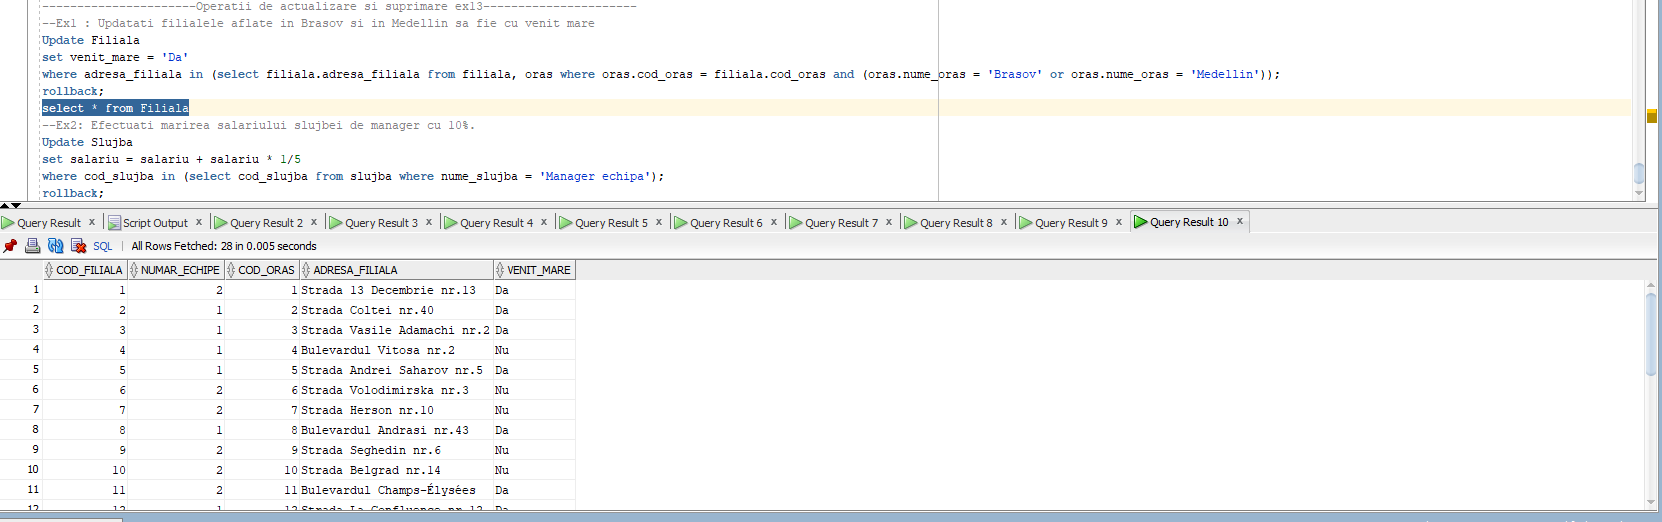 ----------------------Operatii de actualizare si suprimare ex13----------------------
--Ex1 : Updatati filialele aflate in Brasov si in Medellin sa fie cu venit mare
Update Filiala
set venit_mare = 'Da'
where adresa_filiala in (select filiala.adresa_filiala from filiala, oras where oras.cod_oras = filiala.cod_oras and (oras.nume_oras = 'Brasov' or oras.nume_oras = 'Medellin'));
rollback;
select * from Filiala
--Ex2: Efectuati marirea salariului slujbei de manager cu 10%.
Update Slujba
set salariu = salariu + salariu * 1/5
where cod_slujba in (select cod_slujba from slujba where nume_slujba = 'Manager echipa');
rollback;
Query Result x Script Output x Query Result 2 x Query Result 3 x Query Result 4 x Query Result 5 x Query Result 6 x Query Result 7 x Query Result 8 x Query Result 9 x Query Result 10 x
SQL | All Rows Fetched: 28 in 0.005 seconds
COD_FILIALA NUMAR_ECHIPE COD_ORAS ADRESA_FILIALA VENIT_MARE
1 1 2 1 Strada 13 Decembrie nr.13 Da
2 2 1 2 Strada Coltei nr.40 Da
3 3 1 3 Strada Vasile Adamachi nr.2 Da
4 4 1 4 Bulevardul Vitosa nr.2 Nu
5 5 1 5 Strada Andrei Saharov nr.5 Da
6 6 2 6 Strada Volodimirska nr.3 Nu
7 7 2 7 Strada Herson nr.10 Nu
8 8 1 8 Bulevardul Andrasi nr.43 Da
9 9 2 9 Strada Seghedin nr.6 Nu
10 10 2 10 Strada Belgrad nr.14 Nu
11 11 2 11 Bulevardul Champs-Élysées Da
12 12 1 12 Strada La Confluence nr.12 Da